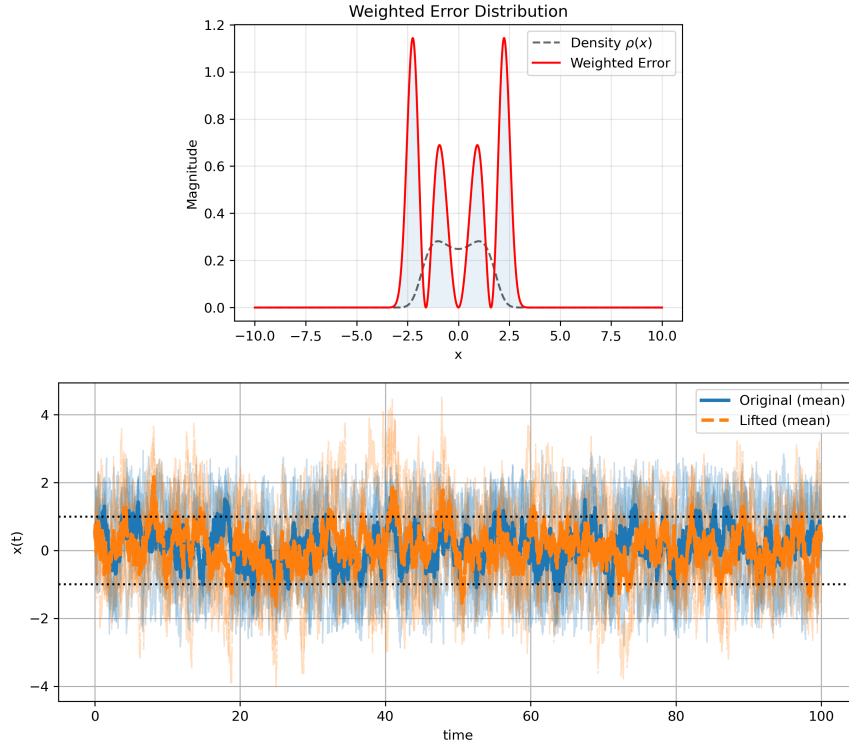 Weighted Error Distribution
Density ρ(x)
Weighted Error
Magnitude
1.2
1.0
0.8
0.6
0.4
0.2
0.0
−10.0 −7.5 −5.0 −2.5 0.0 2.5 5.0 7.5 10.0
x
Original (mean)
Lifted (mean)
x(t)
4
2
0
−2
−4
0 20 40 60 80 100
time